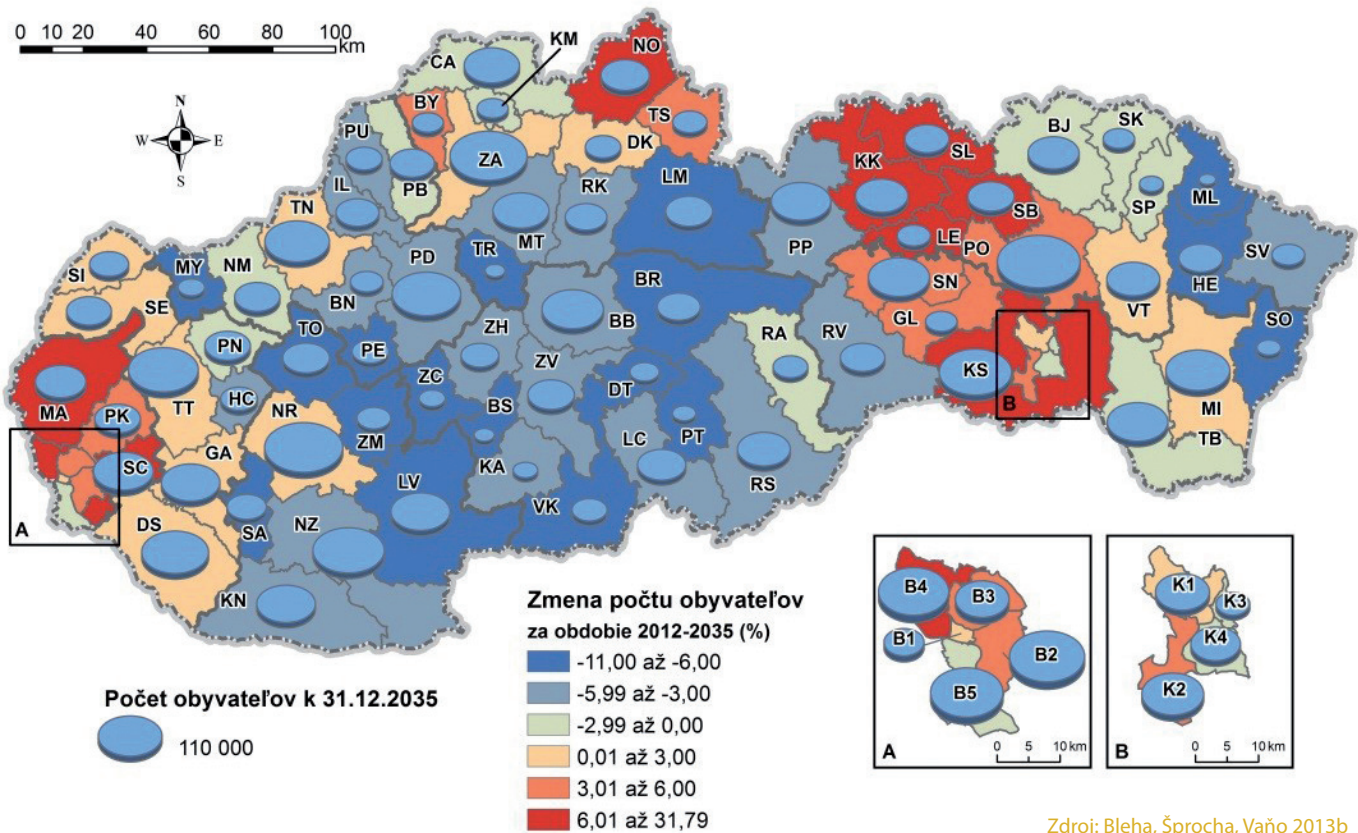 0 10 20 40 60 80 100
km
KM
NO
CA
N
W E
S
BY
TS
PU
DK
BJ
SK
ZA
SL
KK
IL
PB
RK
LM
ML
SP
TN
SB
MT
PP
LE
PO
SV
SI
MY
NM
PD
TR
SN
HE
SE
BN
BR
VT
SO
BB
GL
RA
RV
PN
TO
PE
ZH
ZV
ZC
DT
KS
B
MA
TT
HC
BS
MI
PK
NR
ZM
PT
LC
TB
SC
GA
KA
RS
LV
VK
A
DS
SA
NZ
KN
Zmena počtu obyvateľov
za obdobie 2012-2035 (%)
-11,00 až -6,00
-5,99 až -3,00
-2,99 až 0,00
0,01 až 3,00
3,01 až 6,00
6,01 až 31,79
Počet obyvateľov k 31.12.2035
110 000
B4
B3
B1
B2
B5
0 5 10 km
A
K1
K3
K4
K2
0 5 10 km
B
Zdroj: Bleha, Šprocha, Vaňo 2013b